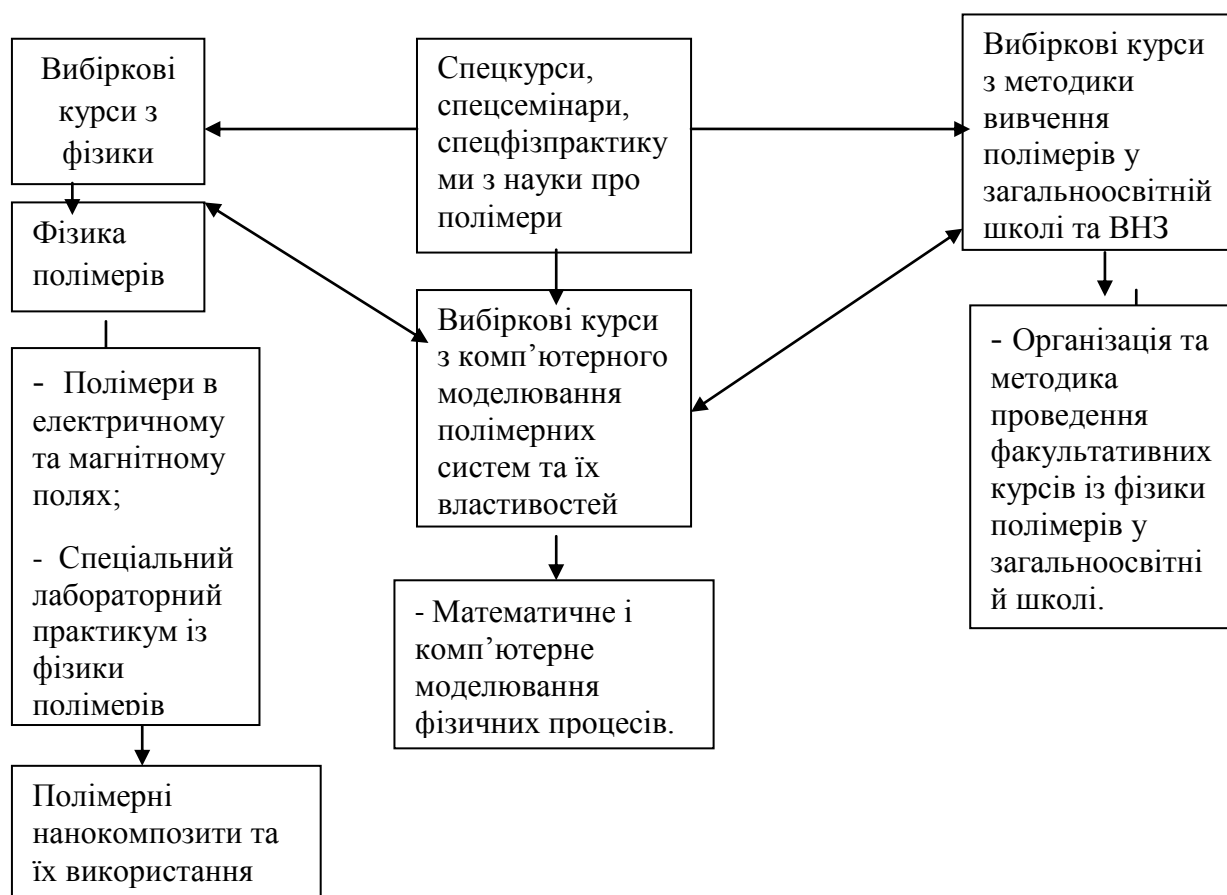 Вибіркові
курси з
фізики
Фізика
полімерів
- Полімери в
електричному
та магнітному
полях;
- Спеціальний
лабораторний
практикум із
фізики
полімерів
Полімерні
нанокомпозити та
їх використання
Спецкурси,
спецсемінари,
спецфізпрактику
ми з науки про
полімери
Вибіркові курси
з комп’ютерного
моделювання
полімерних
систем та їх
властивостей
- Математичне і
комп’ютерне
моделювання
фізичних процесів.
Вибіркові курси
з методики
вивчення
полімерів у
загальноосвітній
школі та ВНЗ
- Організація та
методика
проведення
факультативних
курсів із фізики
полімерів у
загальноосвітні
й школі.